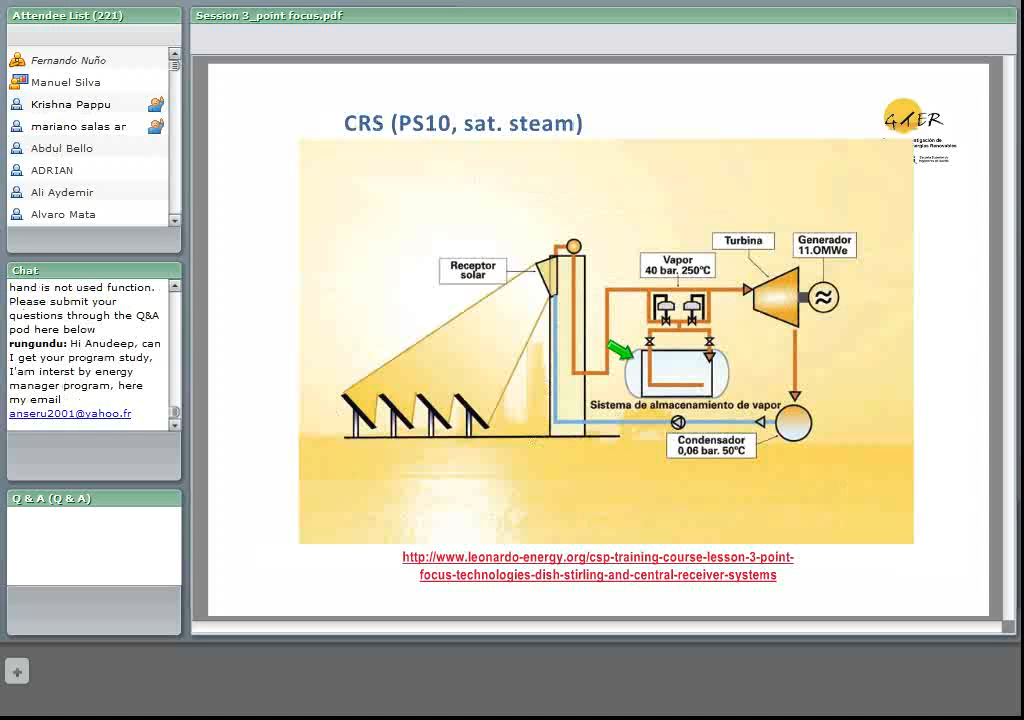 Attendee List (221)
Fernando Nuño
Manuel Silva
Krishna Pappu
mariano salas ar
Abdul Bello
ADRIAN
Ali Aydemir
Alvaro Mata
Chat
hand is not used function.
Please submit your
questions through the Q&A
pod here below
rungundu: Hi Anudeep, can
I get your program study,
I'am interst by energy
manager program, here
my email
anseru2001@yahoo.fr
Q & A (Q & A)
Session 3_point focus.pdf
CRS (PS10, sat. steam)
GTER
Receptor
solar
Vapor
40 bar. 250ºC
Turbina
Generador
11.0MWe
Sistema de almacenamiento de vapor
Condensador
0,06 bar. 50ºC
http://www.leonardo-energy.org/csp-training-course-lesson-3-point-
focus-technologies-dish-stirling-and-central-receiver-systems